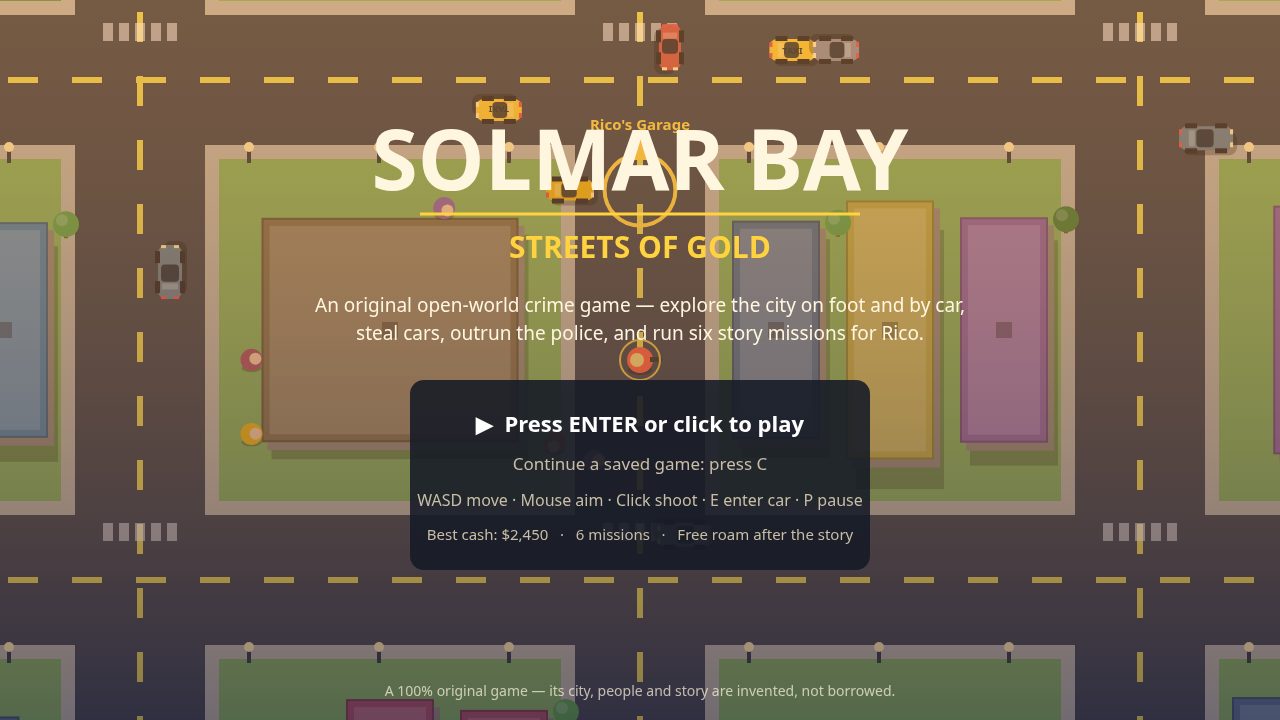 TAXI
Rico's Garage
SOLMAR BAY
STREETS OF GOLD
An original open-world crime game — explore the city on foot and by car,
steal cars, outrun the police, and run six story missions for Rico.
▶ Press ENTER or click to play
Continue a saved game: press C
WASD move · Mouse aim · Click shoot · E enter car · P pause
Best cash: $2,450 · 6 missions · Free roam after the story
A 100% original game — its city, people and story are invented, not borrowed.